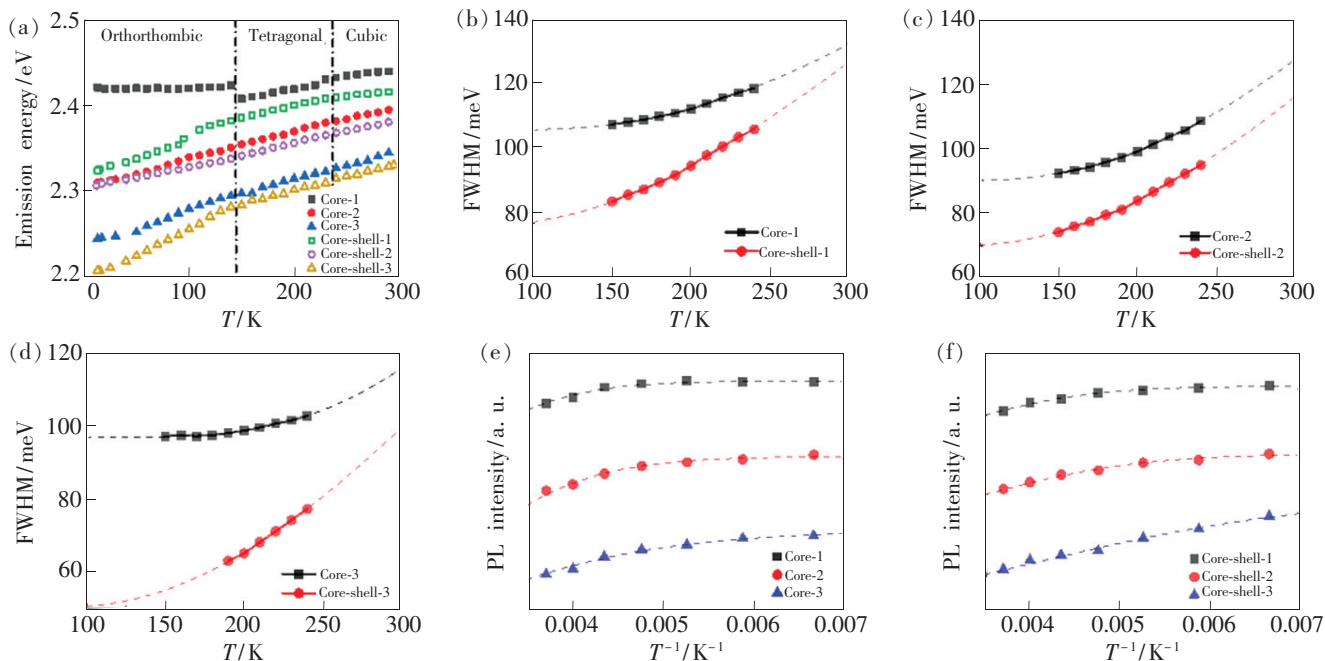 (a)
2.5
2.4
2.3
2.2
Emission energy/eV
Orthorthombic
Tetragonal
Cubic
Core-1
Core-2
Core-3
Core-shell-1
Core-shell-2
Core-shell-3
0
100
200
300
T/K
(b)
140
120
100
80
60
FWHM/meV
Core-1
Core-shell-1
100
150
200
250
300
T/K
(c)
140
120
100
80
60
FWHM/meV
Core-2
Core-shell-2
100
150
200
250
300
T/K
(d)
120
100
80
60
FWHM/meV
Core-3
Core-shell-3
100
150
200
250
300
T/K
(e)
PL intensity/a. u.
Core-1
Core-2
Core-3
0.004
0.005
0.006
0.007
T⁻¹/K⁻¹
(f)
PL intensity/a. u.
Core-shell-1
Core-shell-2
Core-shell-3
0.004
0.005
0.006
0.007
T⁻¹/K⁻¹